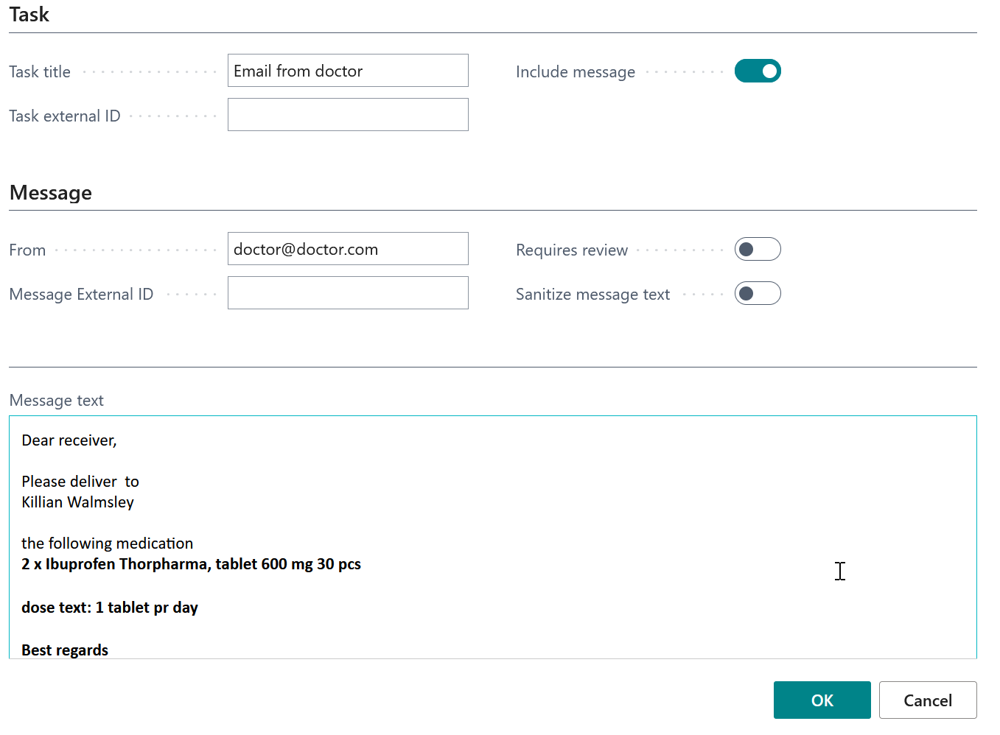 Task
Task title
Email from doctor
Include message
Task external ID
Message
From
doctor@doctor.com
Requires review
Message External ID
Sanitize message text
Message text
Dear receiver,
Please deliver  to
Killian Walmsley
the following medication
2 x Ibuprofen Thorpharma, tablet 600 mg 30 pcs
dose text: 1 tablet pr day
Best regards
OK
Cancel